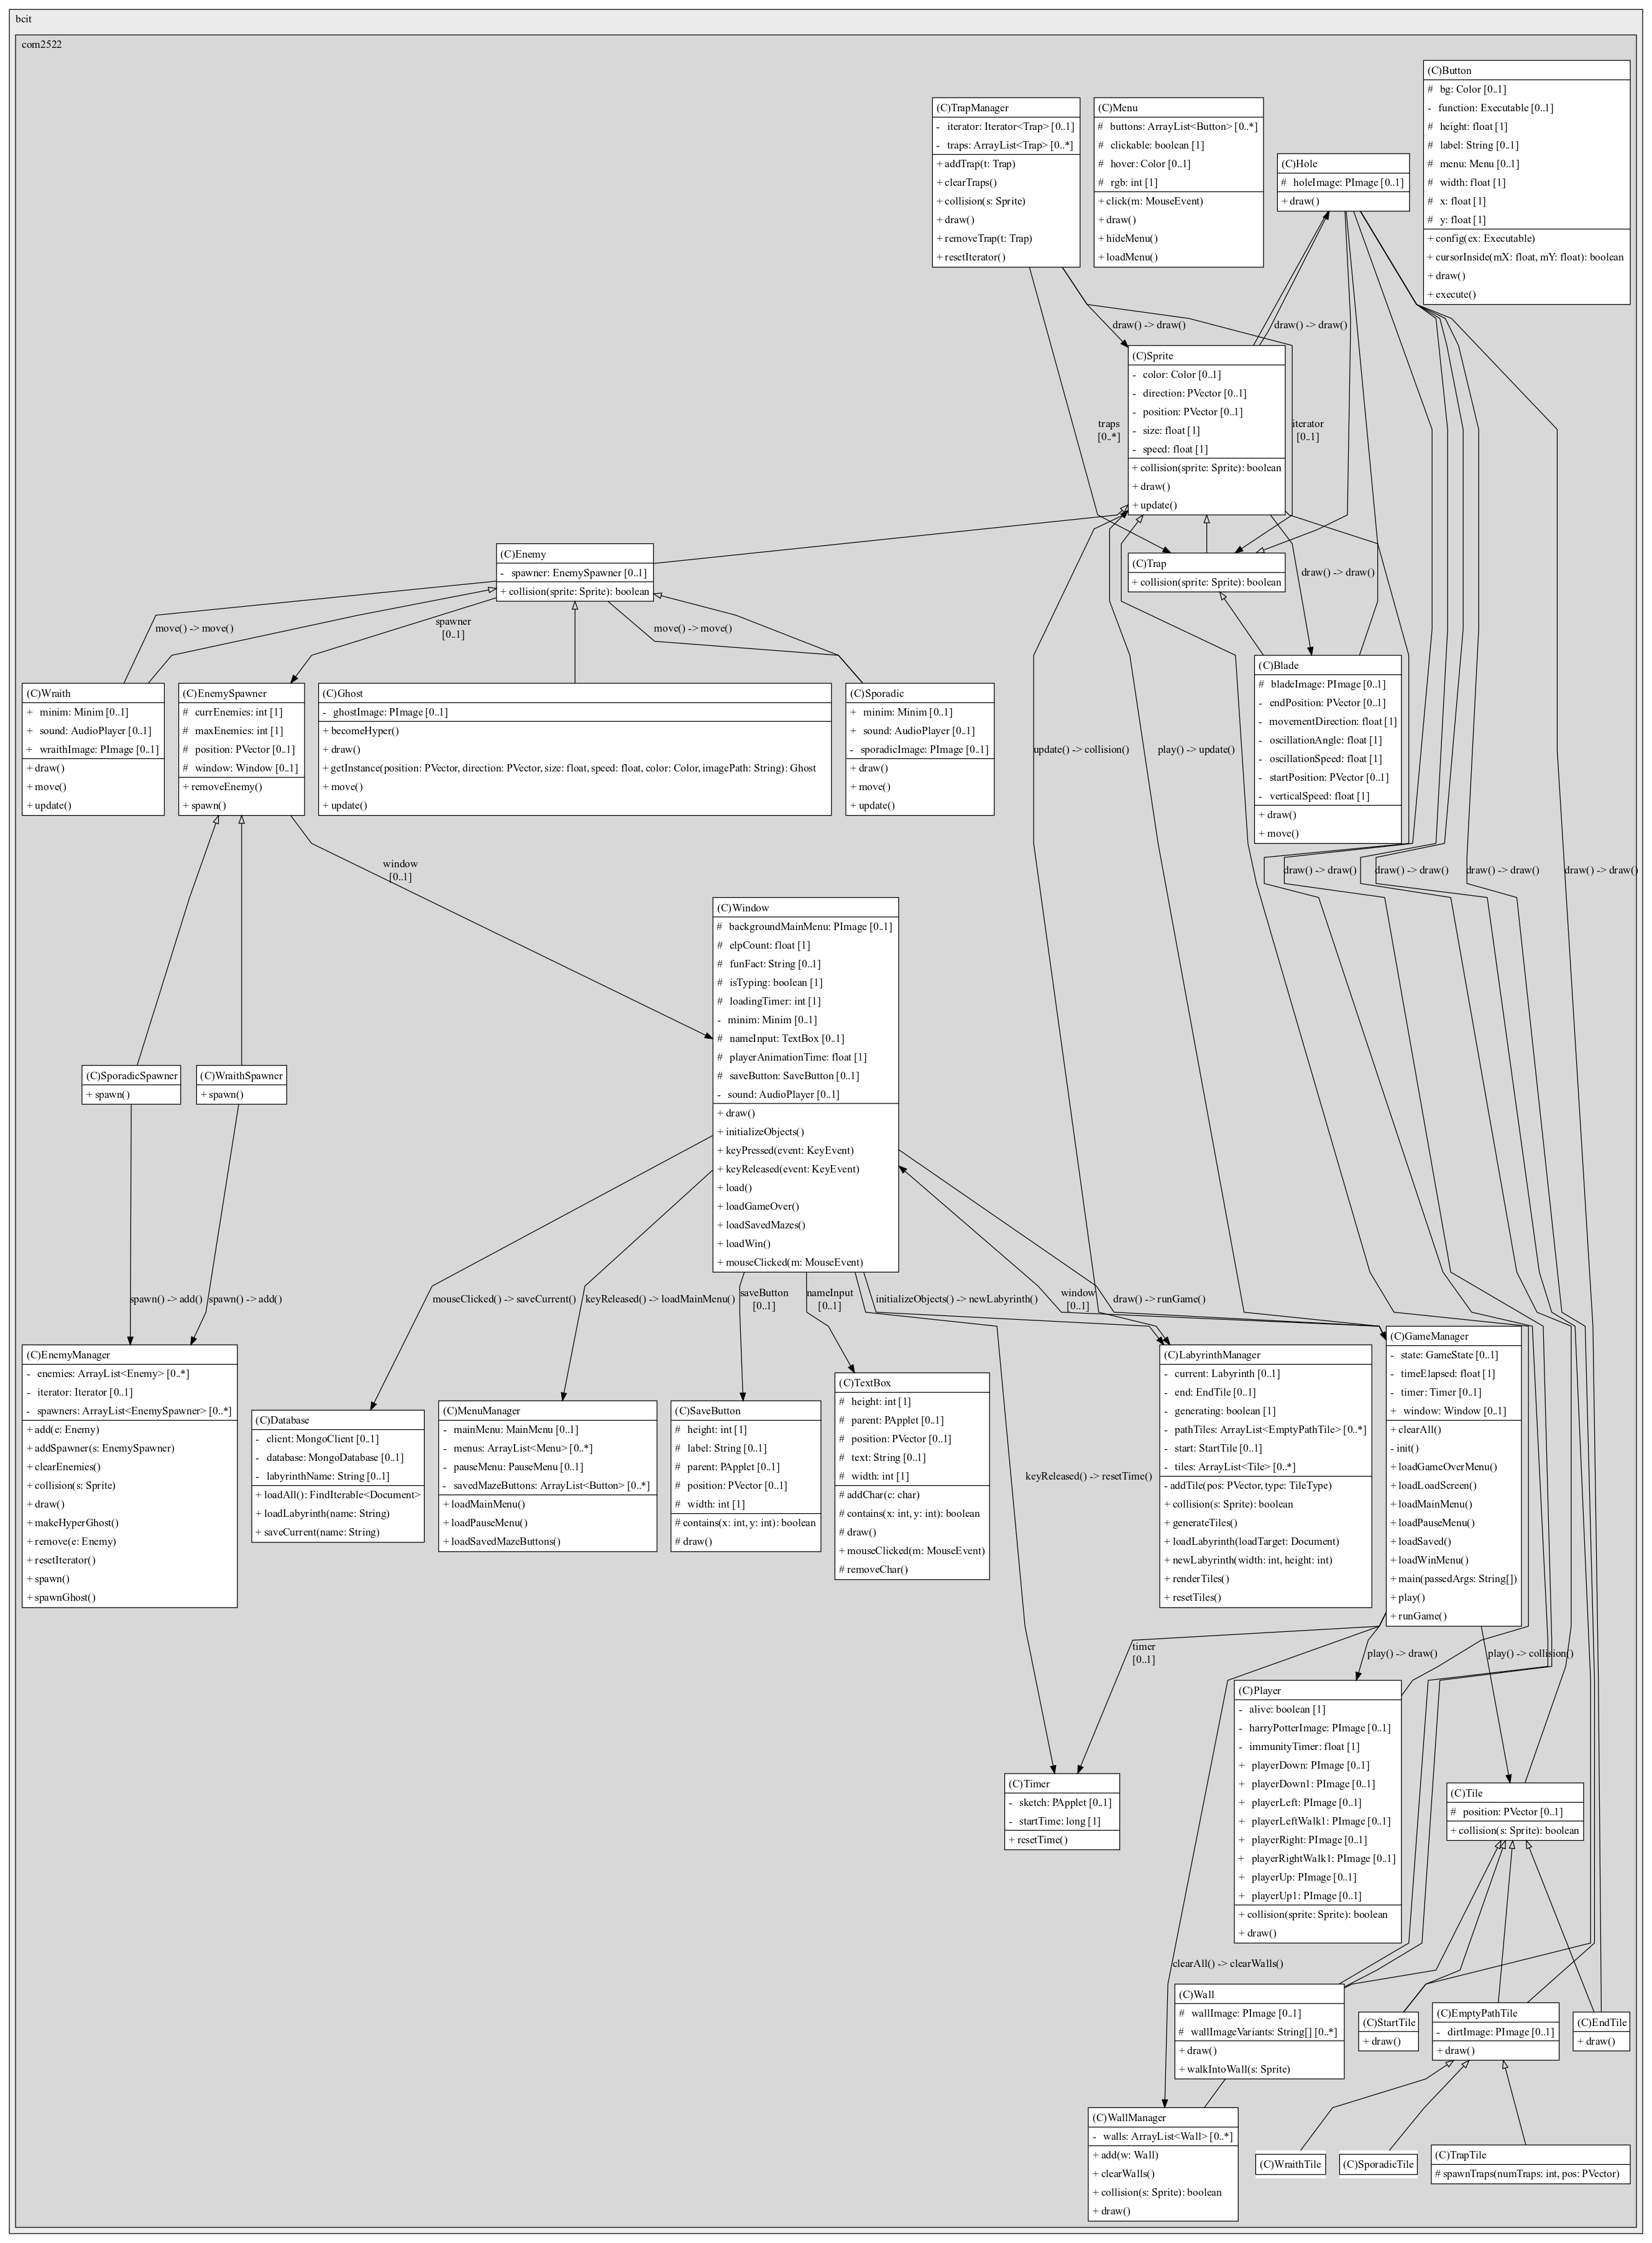 bcit
com2522
(C)Button
# bg: Color [0..1]
- function: Executable [0..1]
# height: float [1]
# label: String [0..1]
# menu: Menu [0..1]
# width: float [1]
# x: float [1]
# y: float [1]
+ config(ex: Executable)
+ cursorInside(mX: float, mY: float): boolean
+ draw()
+ execute()
(C)TrapManager
- iterator: Iterator<Trap> [0..1]
- traps: ArrayList<Trap> [0..*]
+ addTrap(t: Trap)
+ clearTraps()
+ collision(s: Sprite)
+ draw()
+ removeTrap(t: Trap)
+ resetIterator()
(C)Menu
# buttons: ArrayList<Button> [0..*]
# clickable: boolean [1]
# hover: Color [0..1]
# rgb: int [1]
+ click(m: MouseEvent)
+ draw()
+ hideMenu()
+ loadMenu()
(C)Hole
# holeImage: PImage [0..1]
+ draw()
draw() -> draw()
draw() -> draw()
(C)Sprite
- color: Color [0..1]
- direction: PVector [0..1]
- position: PVector [0..1]
- size: float [1]
- speed: float [1]
+ collision(sprite: Sprite): boolean
+ draw()
+ update()
traps
[0..*]
iterator
[0..1]
(C)Enemy
- spawner: EnemySpawner [0..1]
+ collision(sprite: Sprite): boolean
(C)Trap
+ collision(sprite: Sprite): boolean
draw() -> draw()
move() -> move()
spawner
[0..1]
move() -> move()
(C)Wraith
+ minim: Minim [0..1]
+ sound: AudioPlayer [0..1]
+ wraithImage: PImage [0..1]
+ draw()
+ move()
+ update()
(C)EnemySpawner
# currEnemies: int [1]
# maxEnemies: int [1]
# position: PVector [0..1]
# window: Window [0..1]
+ removeEnemy()
+ spawn()
(C)Ghost
- ghostImage: PImage [0..1]
+ becomeHyper()
+ draw()
+ getInstance(position: PVector, direction: PVector, size: float, speed: float, color: Color, imagePath: String): Ghost
+ move()
+ update()
(C)Sporadic
+ minim: Minim [0..1]
+ sound: AudioPlayer [0..1]
- sporadicImage: PImage [0..1]
+ draw()
+ move()
+ update()
update() -> collision()
play() -> update()
(C)Blade
# bladeImage: PImage [0..1]
- endPosition: PVector [0..1]
- movementDirection: float [1]
- oscillationAngle: float [1]
- oscillationSpeed: float [1]
- startPosition: PVector [0..1]
- verticalSpeed: float [1]
+ draw()
+ move()
window
[0..1]
draw() -> draw()
draw() -> draw()
draw() -> draw()
draw() -> draw()
(C)Window
# backgroundMainMenu: PImage [0..1]
# elpCount: float [1]
# funFact: String [0..1]
# isTyping: boolean [1]
# loadingTimer: int [1]
- minim: Minim [0..1]
# nameInput: TextBox [0..1]
# playerAnimationTime: float [1]
# saveButton: SaveButton [0..1]
- sound: AudioPlayer [0..1]
+ draw()
+ initializeObjects()
+ keyPressed(event: KeyEvent)
+ keyReleased(event: KeyEvent)
+ load()
+ loadGameOver()
+ loadSavedMazes()
+ loadWin()
+ mouseClicked(m: MouseEvent)
(C)SporadicSpawner
+ spawn()
(C)WraithSpawner
+ spawn()
spawn() -> add()
spawn() -> add()
mouseClicked() -> saveCurrent()
keyReleased() -> loadMainMenu()
saveButton
[0..1]
nameInput
[0..1]
initializeObjects() -> newLabyrinth()
window
[0..1]
draw() -> runGame()
(C)EnemyManager
- enemies: ArrayList<Enemy> [0..*]
- iterator: Iterator [0..1]
- spawners: ArrayList<EnemySpawner> [0..*]
+ add(e: Enemy)
+ addSpawner(s: EnemySpawner)
+ clearEnemies()
+ collision(s: Sprite)
+ draw()
+ makeHyperGhost()
+ remove(e: Enemy)
+ resetIterator()
+ spawn()
+ spawnGhost()
(C)Database
- client: MongoClient [0..1]
- database: MongoDatabase [0..1]
- labyrinthName: String [0..1]
+ loadAll(): FindIterable<Document>
+ loadLabyrinth(name: String)
+ saveCurrent(name: String)
(C)MenuManager
- mainMenu: MainMenu [0..1]
- menus: ArrayList<Menu> [0..*]
- pauseMenu: PauseMenu [0..1]
- savedMazeButtons: ArrayList<Button> [0..*]
+ loadMainMenu()
+ loadPauseMenu()
+ loadSavedMazeButtons()
(C)SaveButton
# height: int [1]
# label: String [0..1]
# parent: PApplet [0..1]
# position: PVector [0..1]
# width: int [1]
# contains(x: int, y: int): boolean
# draw()
(C)TextBox
# height: int [1]
# parent: PApplet [0..1]
# position: PVector [0..1]
# text: String [0..1]
# width: int [1]
# addChar(c: char)
# contains(x: int, y: int): boolean
# draw()
+ mouseClicked(m: MouseEvent)
# removeChar()
keyReleased() -> resetTime()
(C)LabyrinthManager
- current: Labyrinth [0..1]
- end: EndTile [0..1]
- generating: boolean [1]
- pathTiles: ArrayList<EmptyPathTile> [0..*]
- start: StartTile [0..1]
- tiles: ArrayList<Tile> [0..*]
- addTile(pos: PVector, type: TileType)
+ collision(s: Sprite): boolean
+ generateTiles()
+ loadLabyrinth(loadTarget: Document)
+ newLabyrinth(width: int, height: int)
+ renderTiles()
+ resetTiles()
(C)GameManager
- state: GameState [0..1]
- timeElapsed: float [1]
- timer: Timer [0..1]
+ window: Window [0..1]
+ clearAll()
- init()
+ loadGameOverMenu()
+ loadLoadScreen()
+ loadMainMenu()
+ loadPauseMenu()
+ loadSaved()
+ loadWinMenu()
+ main(passedArgs: String[])
+ play()
+ runGame()
timer
[0..1]
play() -> draw()
play() -> collision()
(C)Player
- alive: boolean [1]
- harryPotterImage: PImage [0..1]
- immunityTimer: float [1]
+ playerDown: PImage [0..1]
+ playerDown1: PImage [0..1]
+ playerLeft: PImage [0..1]
+ playerLeftWalk1: PImage [0..1]
+ playerRight: PImage [0..1]
+ playerRightWalk1: PImage [0..1]
+ playerUp: PImage [0..1]
+ playerUp1: PImage [0..1]
+ collision(sprite: Sprite): boolean
+ draw()
(C)Timer
- sketch: PApplet [0..1]
- startTime: long [1]
+ resetTime()
(C)Tile
# position: PVector [0..1]
+ collision(s: Sprite): boolean
clearAll() -> clearWalls()
(C)Wall
# wallImage: PImage [0..1]
# wallImageVariants: String[] [0..*]
+ draw()
+ walkIntoWall(s: Sprite)
(C)StartTile
+ draw()
(C)EmptyPathTile
- dirtImage: PImage [0..1]
+ draw()
(C)EndTile
+ draw()
(C)WallManager
- walls: ArrayList<Wall> [0..*]
+ add(w: Wall)
+ clearWalls()
+ collision(s: Sprite): boolean
+ draw()
(C)WraithTile
(C)SporadicTile
(C)TrapTile
# spawnTraps(numTraps: int, pos: PVector)